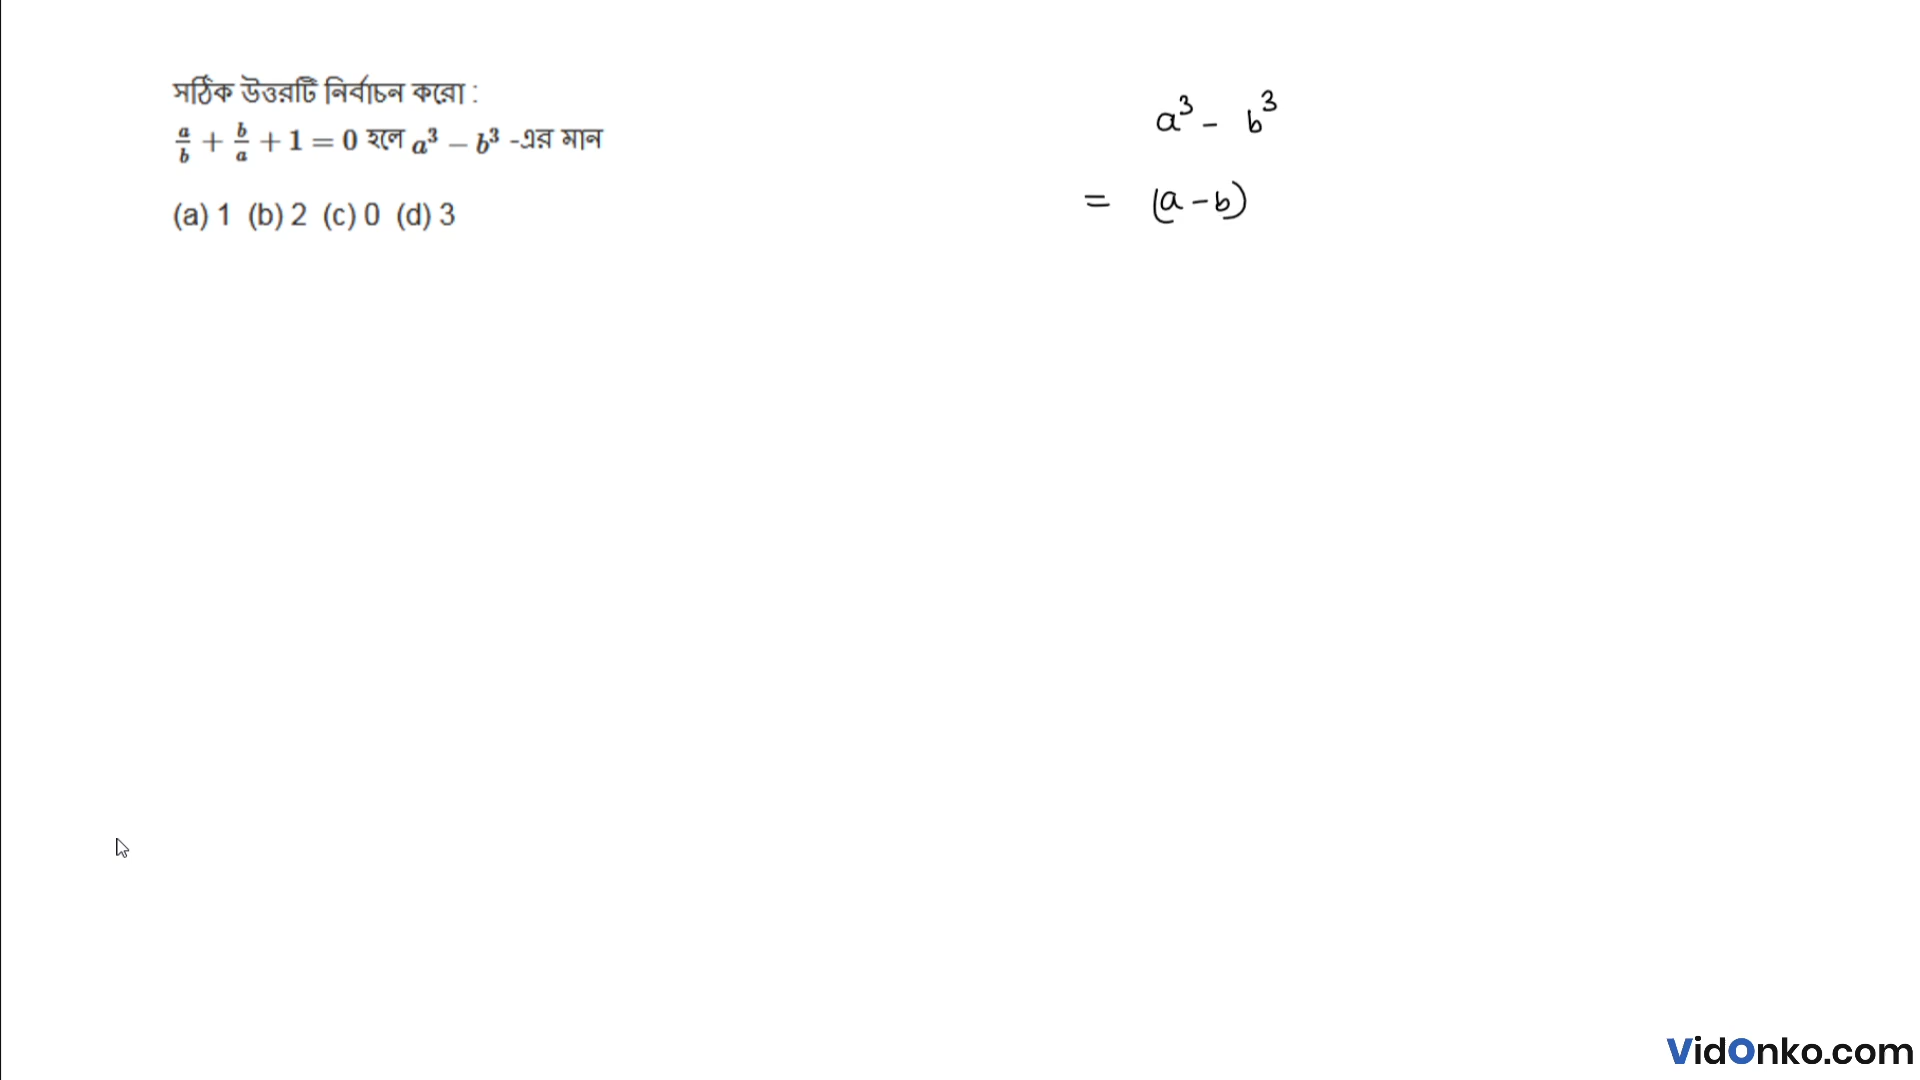 সঠিক উত্তরটি নির্বাচন করো :
a/b + b/a + 1 = 0 হলে a³ − b³ -এর মান
(a) 1 (b) 2 (c) 0 (d) 3
a³ - b³
= (a - b)
VidOnko.com